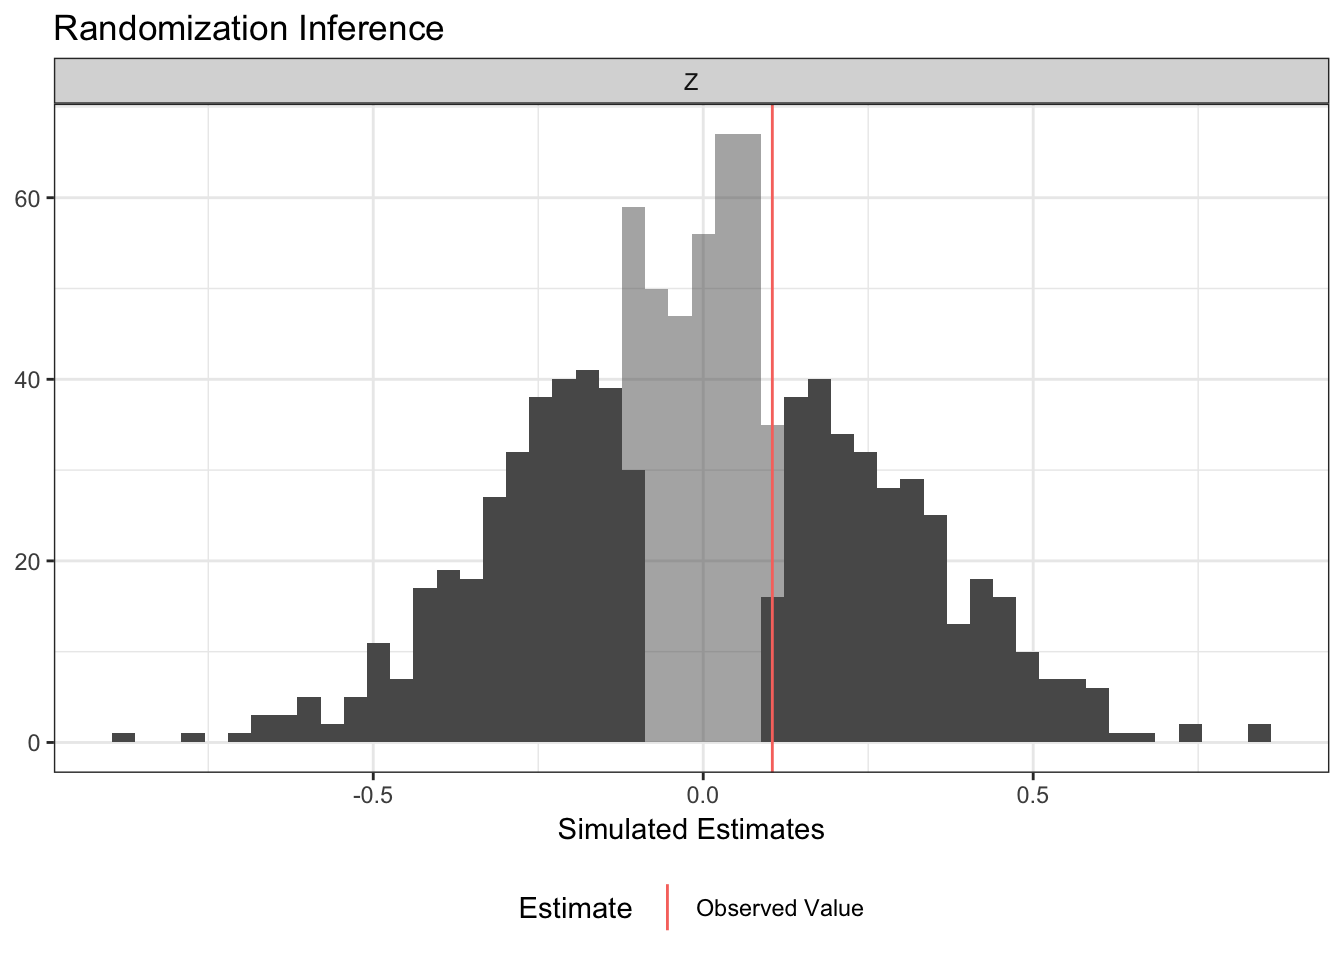 Randomization Inference
Z
60
40
20
0
-0.5 0.0 0.5
Simulated Estimates
Estimate Observed Value